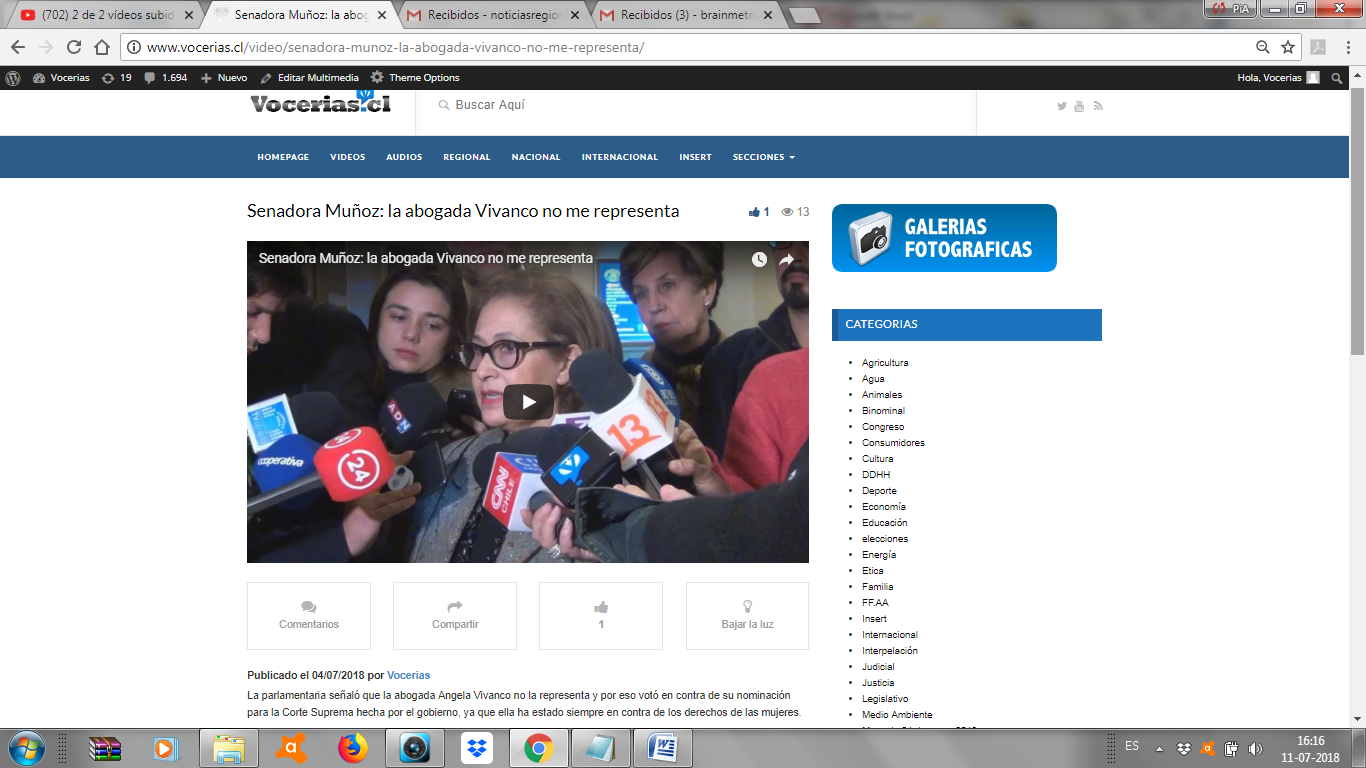 (702) 2 de 2 vídeos subid
Senadora Muñoz: la abog
Recibidos - noticiasregio
Recibidos (3) - brainmetr
PiA
www.vocerias.cl/video/senadora-munoz-la-abogada-vivanco-no-me-representa/
Vocerias
19
1.694
Nuevo
Editar Multimedia
Theme Options
Hola, Vocerias
Vocerias.cl
Buscar Aquí
HOMEPAGE
VIDEOS
AUDIOS
REGIONAL
NACIONAL
INTERNACIONAL
INSERT
SECCIONES
Senadora Muñoz: la abogada Vivanco no me representa
1
13
Senadora Muñoz: la abogada Vivanco no me representa
ADN
cooperativa
24
24
CNN
CHILE
13
13
Comentarios
Compartir
1
Bajar la luz
Publicado el 04/07/2018 por Vocerias
La parlamentaria señaló que la abogada Angela Vivanco no la representa y por eso votó en contra de su nominación
para la Corte Suprema hecha por el gobierno, ya que ella ha estado siempre en contra de los derechos de las mujeres.
GALERIAS
FOTOGRAFICAS
CATEGORIAS
Agricultura
Agua
Animales
Binominal
Congreso
Consumidores
Cultura
DDHH
Deporte
Economía
Educación
elecciones
Energía
Etica
Familia
FF.AA
Insert
Internacional
Interpelación
Judicial
Justicia
Legislativo
Medio Ambiente
ES
16:16
11-07-2018